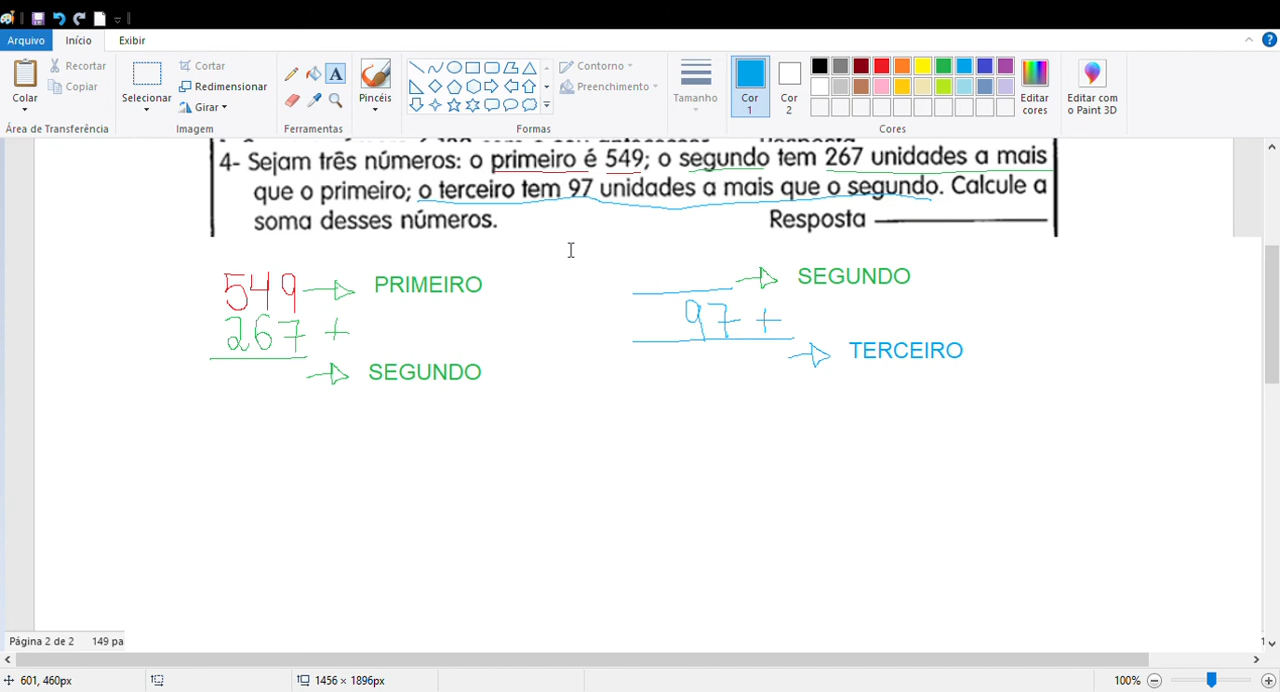 Arquivo Início Exibir
Colar
Recortar
Copiar
Área de Transferência
Selecionar
Cortar
Redimensionar
Girar
Imagem
A
Ferramentas
Pincéis
Contorno
Preenchimento
Formas
Tamanho
Cor 1
Cor 2
Editar cores
Cores
Editar com o Paint 3D
4- Sejam três números: o primeiro é 549; o segundo tem 267 unidades a mais
que o primeiro; o terceiro tem 97 unidades a mais que o segundo. Calcule a
soma desses números. Resposta
549 PRIMEIRO
267 +
SEGUNDO
SEGUNDO
97 +
TERCEIRO
Página 2 de 2 149 pa
601, 460px 1456 × 1896px 100%